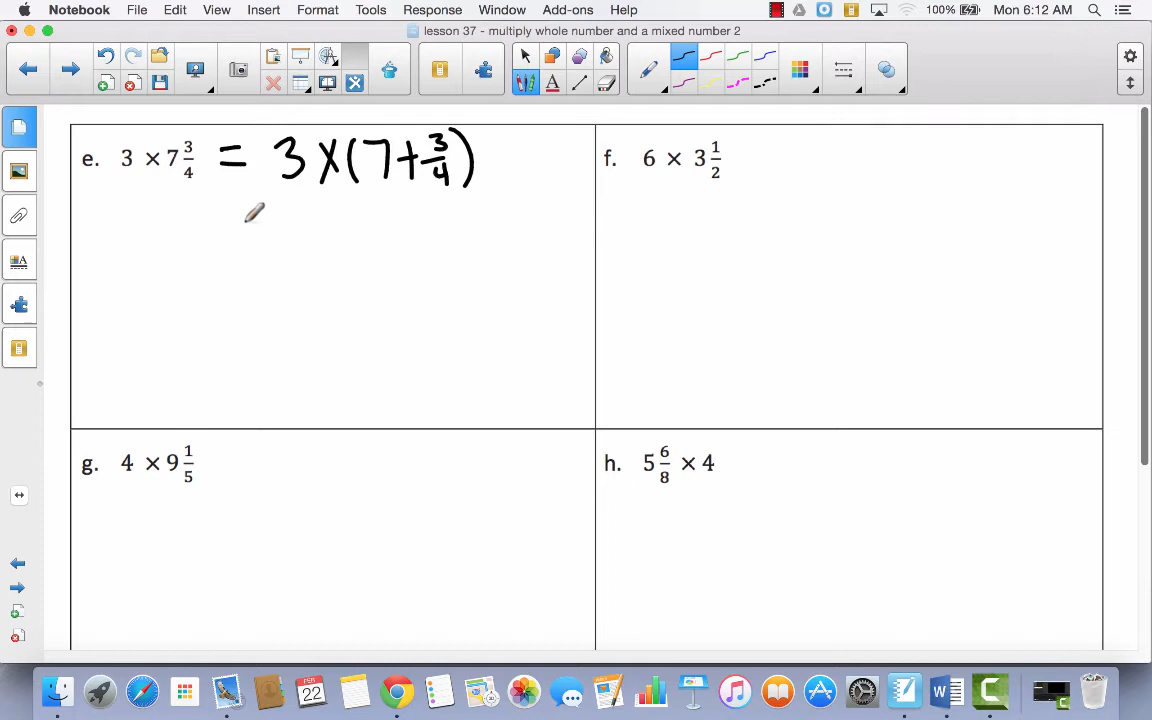 Notebook File Edit View Insert Format Tools Response Window Add-ons Help 100% Mon 6:12 AM
lesson 37 - multiply whole number and a mixed number 2
e. 3 × 7 3/4 = 3 × (7 + 3/4)
f. 6 × 3 1/2
g. 4 × 9 1/5
h. 5 6/8 × 4
FEB
22